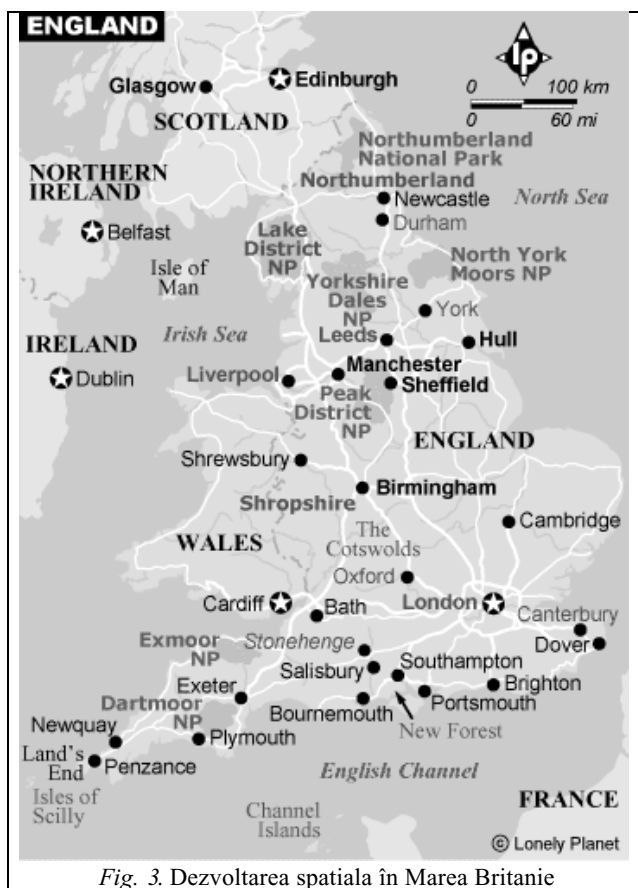 ENGLAND
lp
Edinburgh
Glasgow
0 100 km
0 60 mi
SCOTLAND
Northumberland
National Park
NORTHERN
IRELAND
Northumberland
Newcastle
North Sea
Durham
Belfast
Lake
District
NP
North York
Moors NP
Isle of
Man
Yorkshire
Dales
NP
York
Irish Sea
Leeds
Hull
IRELAND
Manchester
Dublin
Liverpool
Sheffield
Peak
District
NP
ENGLAND
Shrewsbury
Birmingham
Shropshire
Cambridge
The
Cotswolds
WALES
Oxford
Cardiff
Bath
London
Canterbury
Dover
Exmoor
NP
Stonehenge
Salisbury
Southampton
Exeter
Brighton
Dartmoor
NP
Bournemouth
Portsmouth
New Forest
Newquay
Plymouth
Land's
End
Penzance
English Channel
Isles of
Scilly
Channel
Islands
FRANCE
© Lonely Planet
Fig. 3. Dezvoltarea spatiala în Marea Britanie